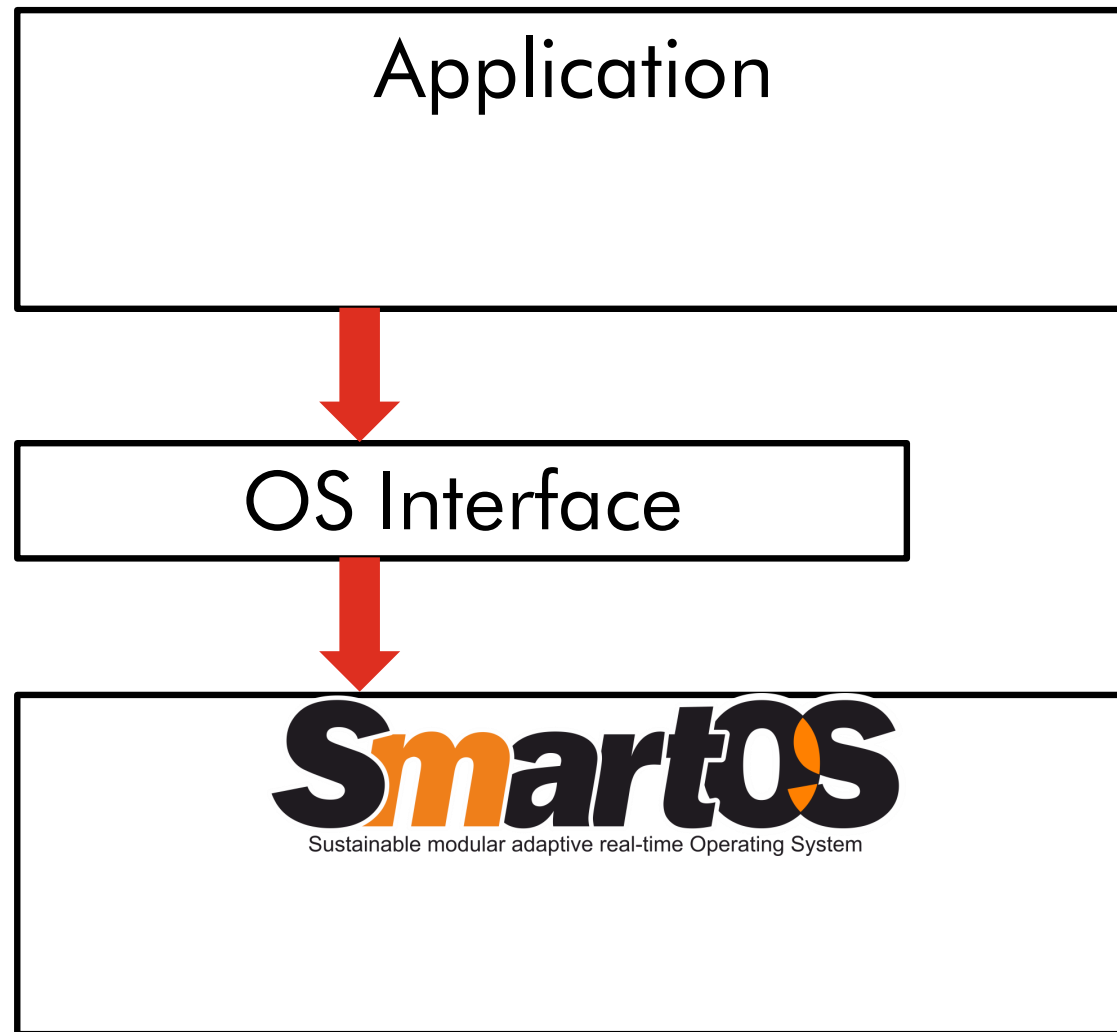 Application
OS Interface
SmartOS
Sustainable modular adaptive real-time Operating System